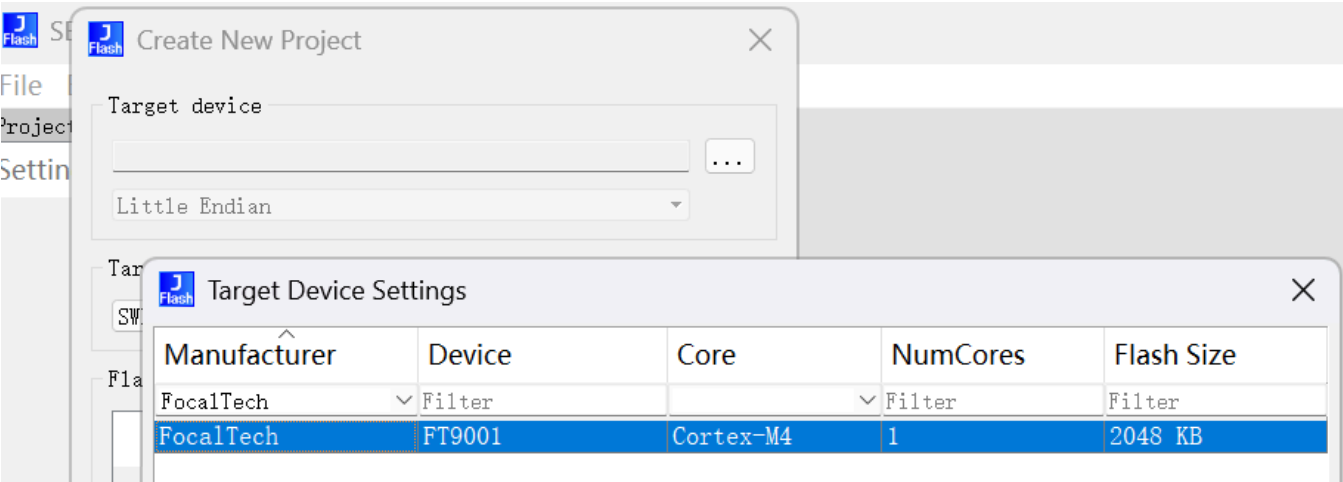 J Flash SE
J Flash Create New Project
File E
Project
Settin
Target device
...
Little Endian
Tar
SW
Fla
J Flash Target Device Settings
Manufacturer Device Core NumCores Flash Size
FocalTech Filter Filter Filter
FocalTech FT9001 Cortex-M4 1 2048 KB